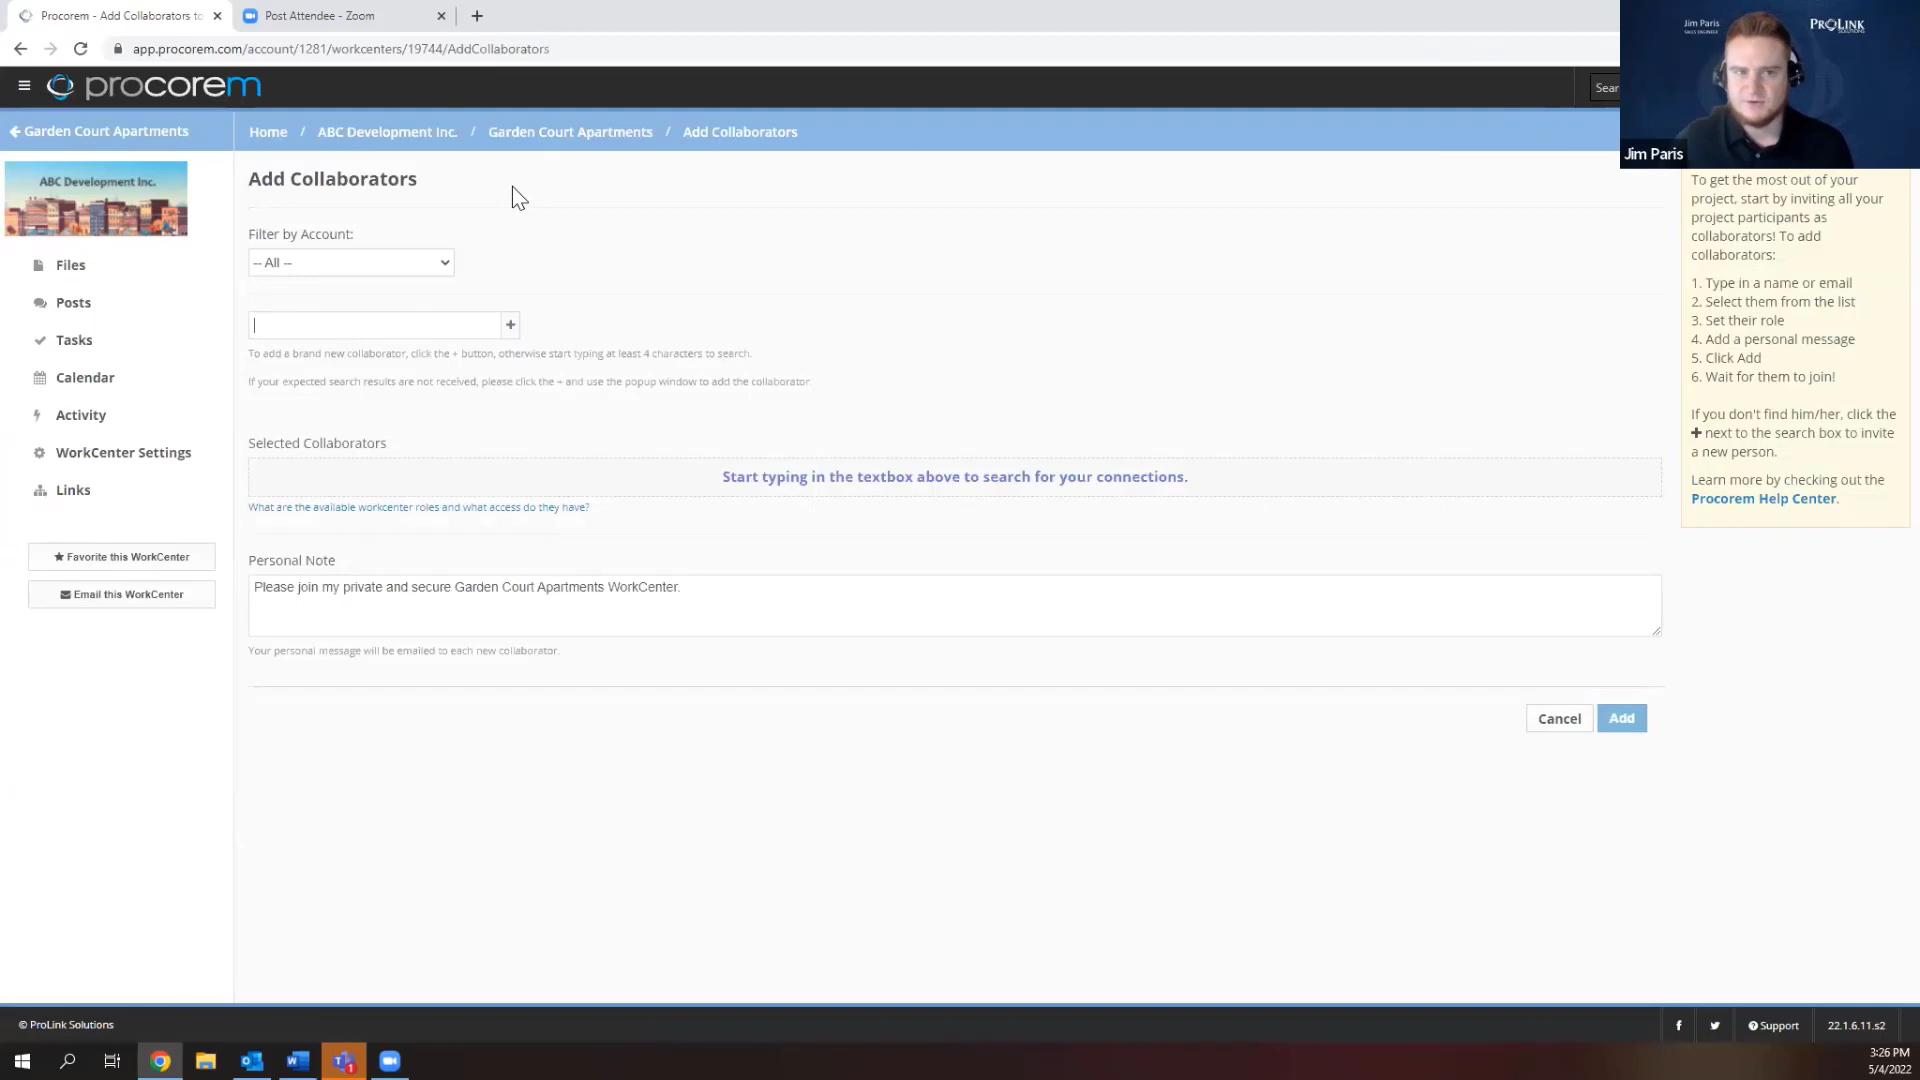 Procorem - Add Collaborators to
Post Attendee - Zoom
app.procorem.com/account/1281/workcenters/19744/AddCollaborators
procorem
Sear
Jim Paris
PROLINK
Jim Paris
Garden Court Apartments
Home / ABC Development Inc. / Garden Court Apartments / Add Collaborators
ABC Development Inc.
Files
Posts
Tasks
Calendar
Activity
WorkCenter Settings
Links
Favorite this WorkCenter
Email this WorkCenter
Add Collaborators
Filter by Account:
-- All --
To add a brand new collaborator, click the + button, otherwise start typing at least 4 characters to search.
If your expected search results are not received, please click the + and use the popup window to add the collaborator.
Selected Collaborators
Start typing in the textbox above to search for your connections.
What are the available workcenter roles and what access do they have?
Personal Note
Please join my private and secure Garden Court Apartments WorkCenter.
Your personal message will be emailed to each new collaborator.
Cancel
Add
To get the most out of your
project, start by inviting all your
project participants as
collaborators! To add
collaborators:
1. Type in a name or email
2. Select them from the list
3. Set their role
4. Add a personal message
5. Click Add
6. Wait for them to join!
If you don't find him/her, click the
+ next to the search box to invite
a new person.
Learn more by checking out the
Procorem Help Center.
© ProLink Solutions
Support
22.1.6.11.s2
3:26 PM
5/4/2022